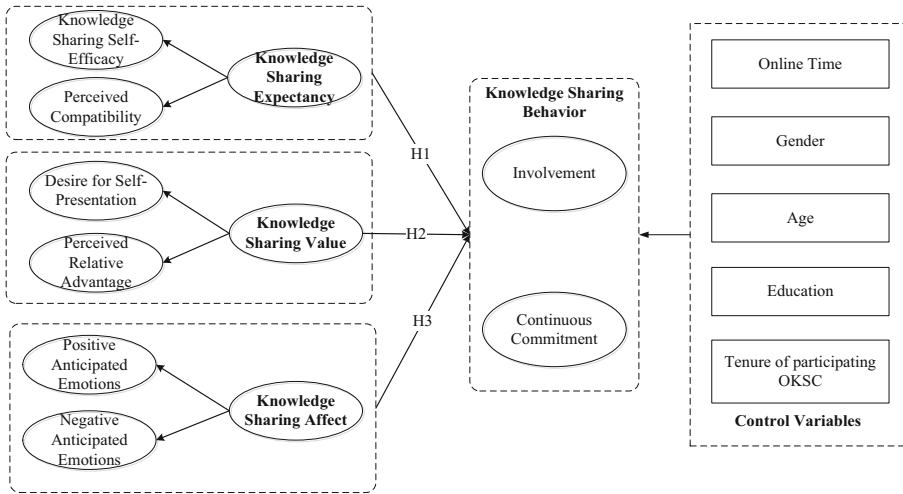 Knowledge
Sharing Self-
Efficacy
Perceived
Compatibility
Knowledge
Sharing
Expectancy
Desire for Self-
Presentation
Perceived
Relative
Advantage
Knowledge
Sharing Value
Positive
Anticipated
Emotions
Negative
Anticipated
Emotions
Knowledge
Sharing Affect
H1
H2
H3
Knowledge Sharing
Behavior
Involvement
Continuous
Commitment
Online Time
Gender
Age
Education
Tenure of participating
OKSC
Control Variables